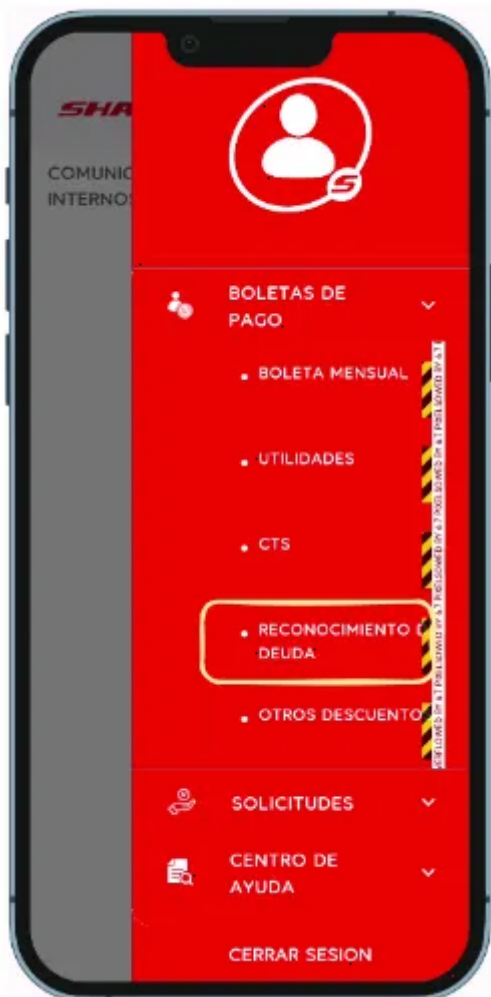 SHA
COMUNIC
INTERNOS
S
BOLETAS DE
PAGO
• BOLETA MENSUAL
• UTILIDADES
• CTS
• RECONOCIMIENTO D
DEUDA
• OTROS DESCUENTO
SOLICITUDES
CENTRO DE
AYUDA
CERRAR SESION